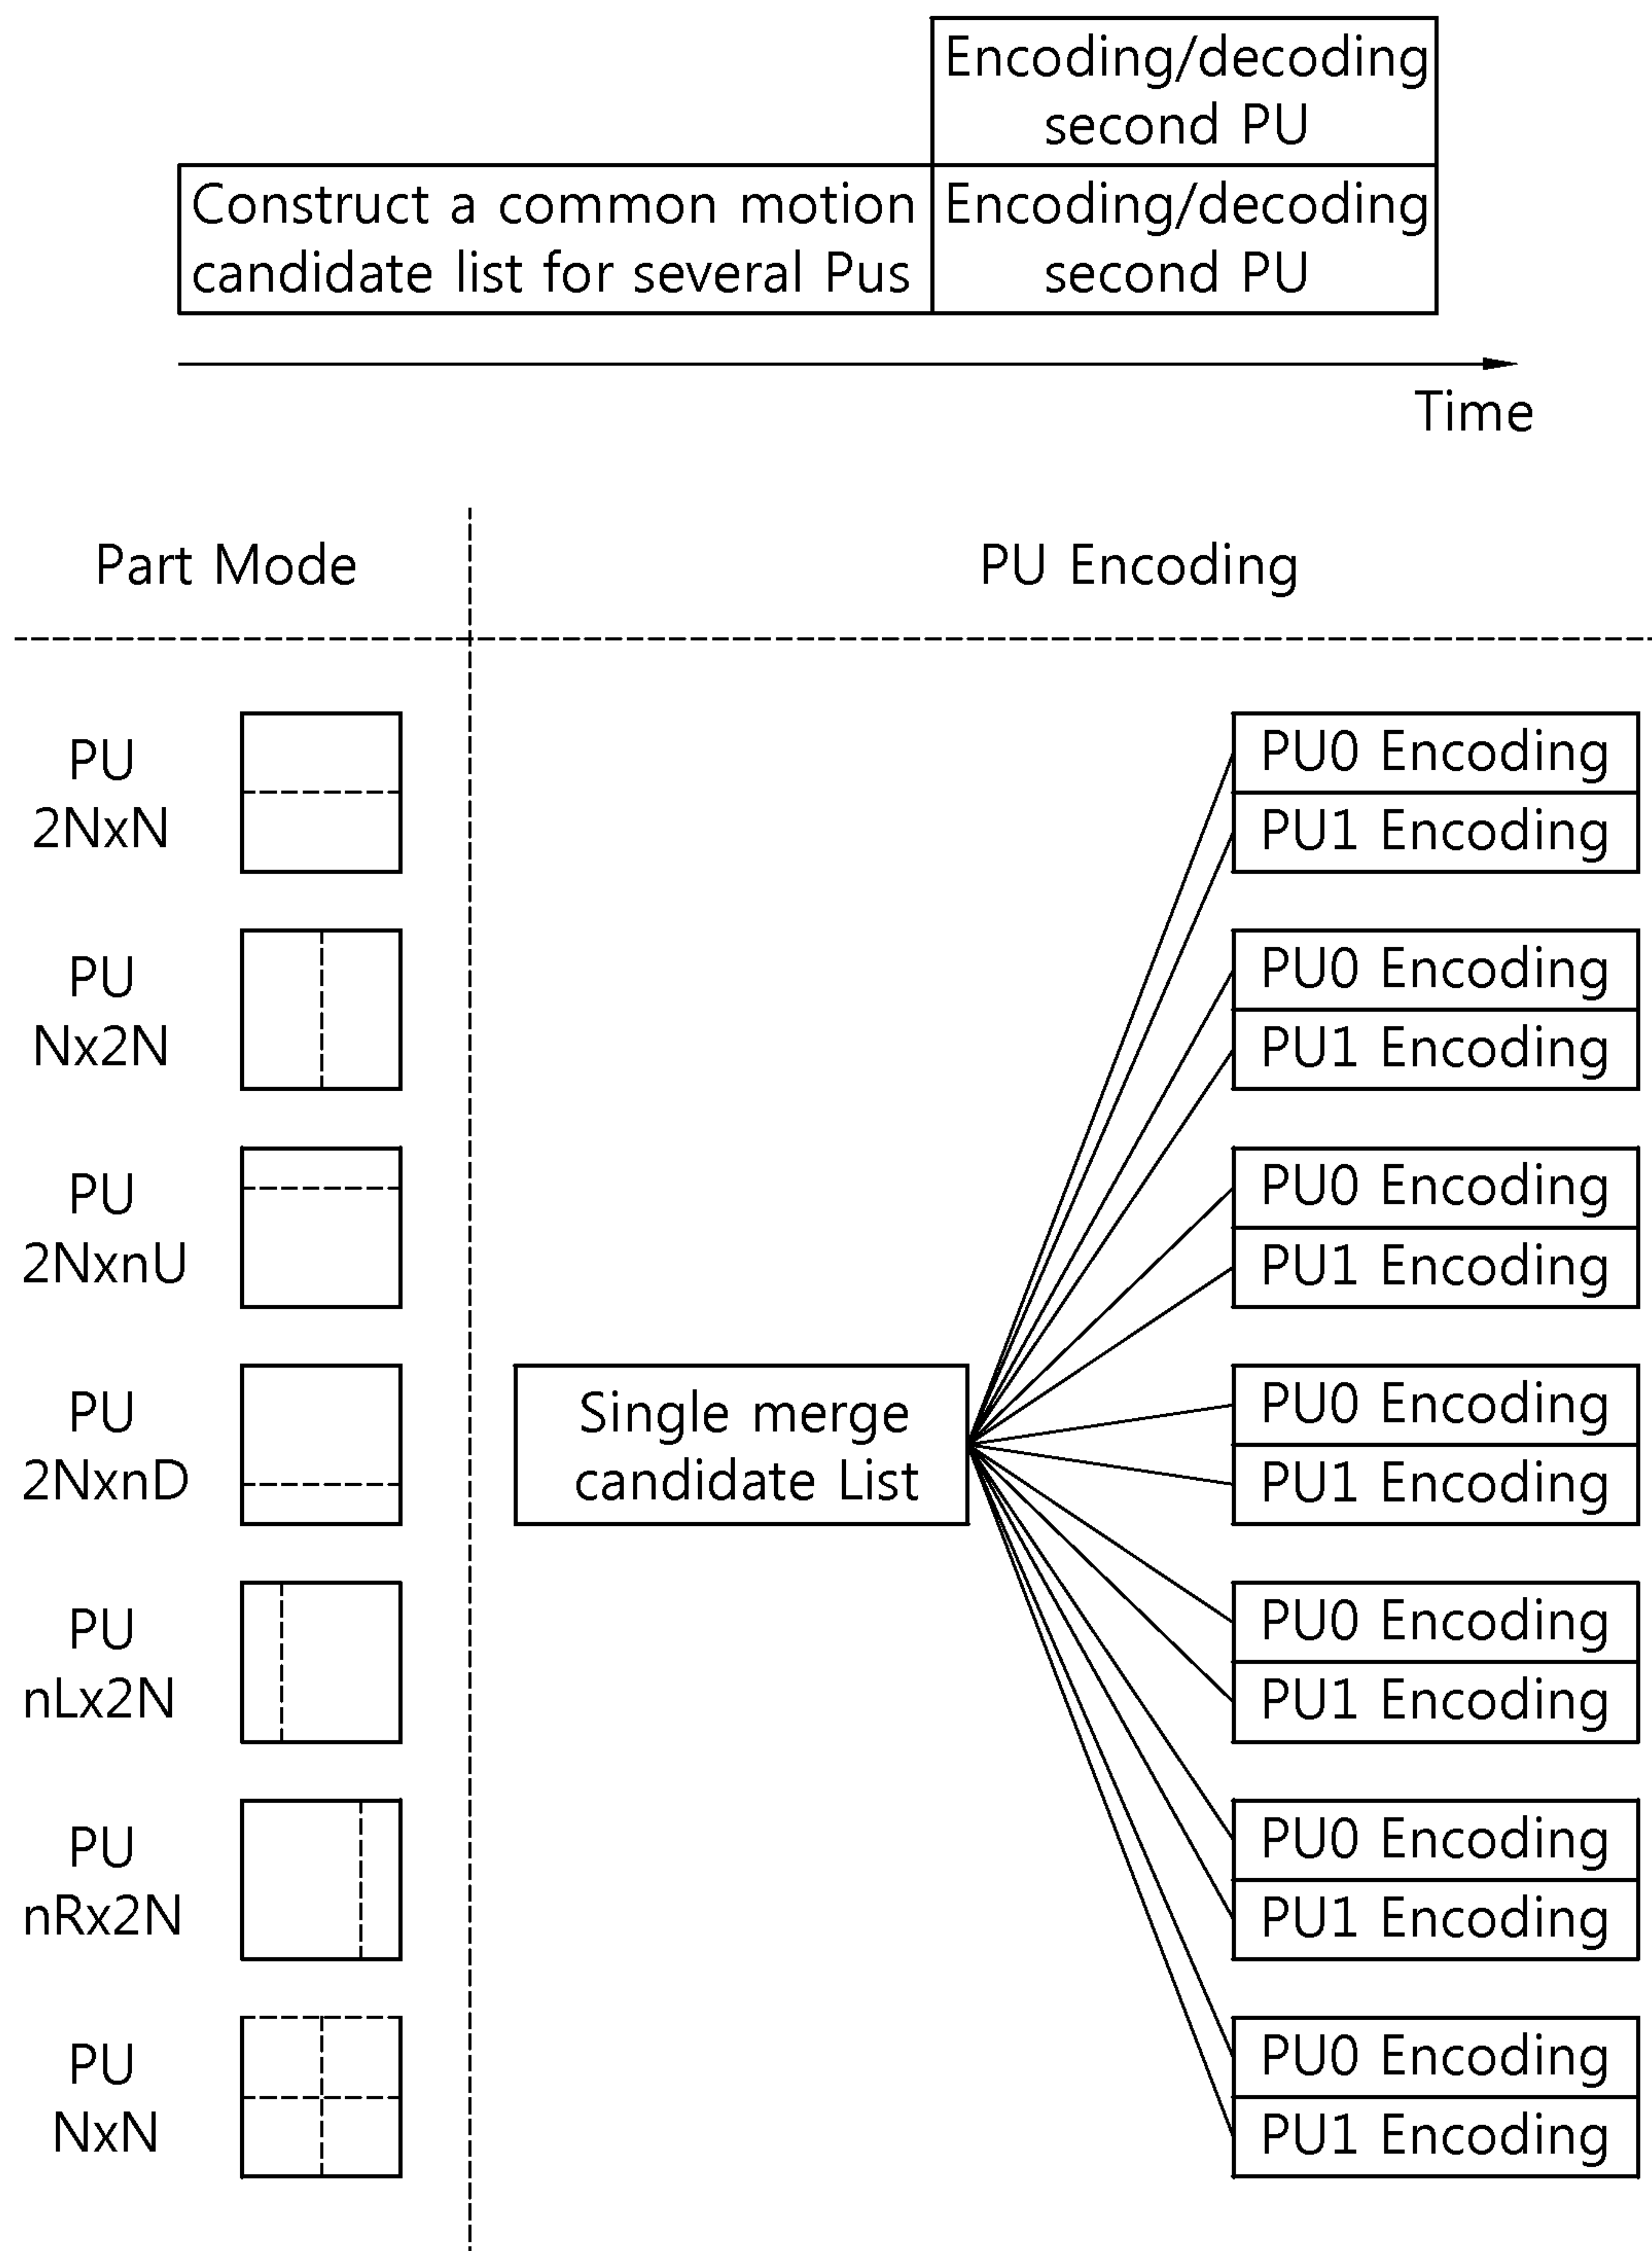 Encoding/decoding
second PU
Construct a common motion
candidate list for several Pus
Encoding/decoding
second PU
Time
Part Mode
PU Encoding
PU
2NxN
PU0 Encoding
PU1 Encoding
PU
Nx2N
PU0 Encoding
PU1 Encoding
PU
2NxnU
PU0 Encoding
PU1 Encoding
PU
2NxnD
Single merge
candidate List
PU0 Encoding
PU1 Encoding
PU
nLx2N
PU0 Encoding
PU1 Encoding
PU
nRx2N
PU0 Encoding
PU1 Encoding
PU
NxN
PU0 Encoding
PU1 Encoding